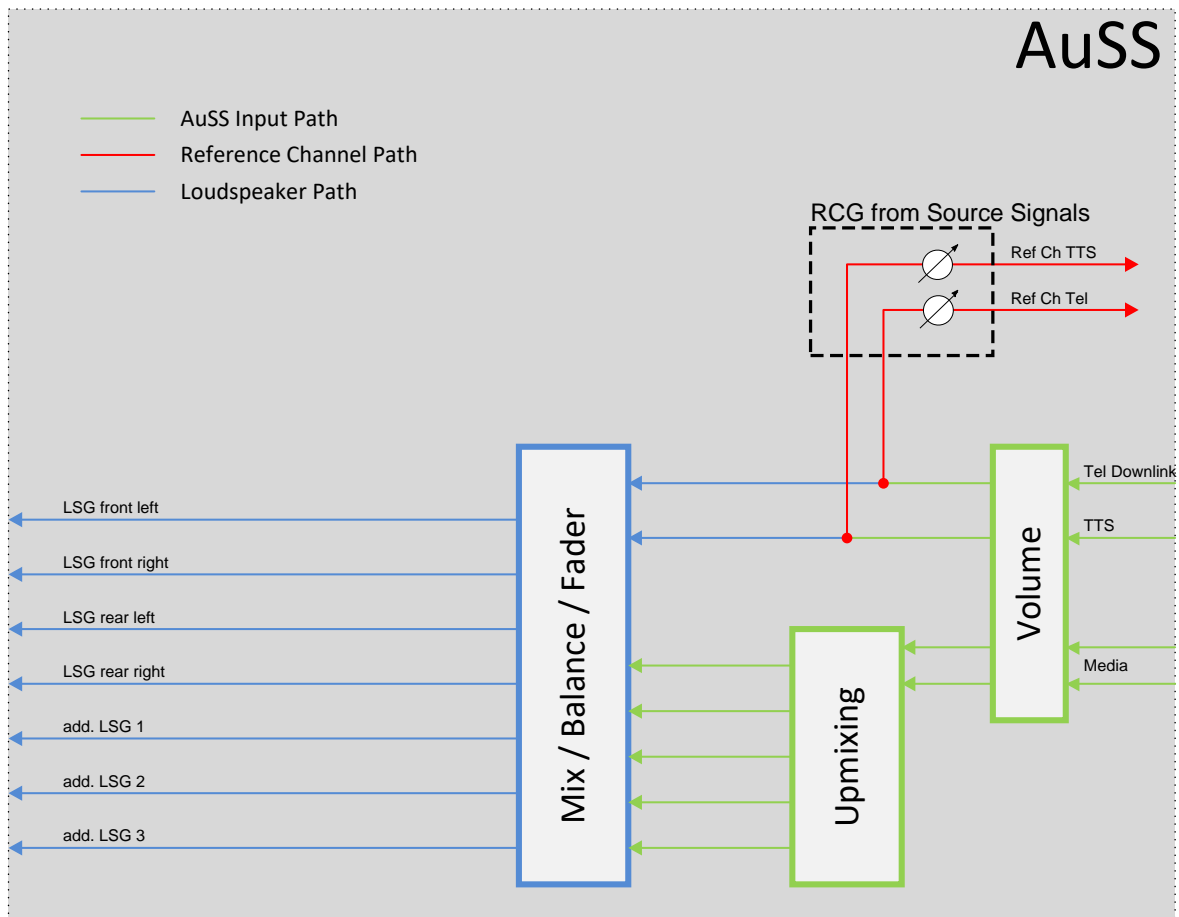 AuSS
AuSS Input Path
Reference Channel Path
Loudspeaker Path
RCG from Source Signals
Ref Ch TTS
Ref Ch Tel
Tel Downlink
LSG front left
TTS
LSG front right
LSG rear left
LSG rear right
Media
add. LSG 1
add. LSG 2
add. LSG 3
Mix / Balance / Fader
Upmixing
Volume